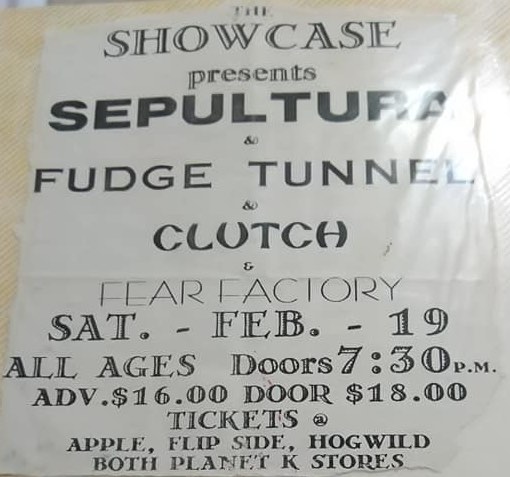 THE
SHOWCASE
presents
SEPULTURA
&
FUDGE TUNNEL
&
CLUTCH
&
FEAR FACTORY
SAT. - FEB. - 19
ALL AGES Doors 7:30 P.M.
ADV.$16.00 DOOR $18.00
TICKETS @
APPLE, FLIP SIDE, HOGWILD
BOTH PLANET K STORES